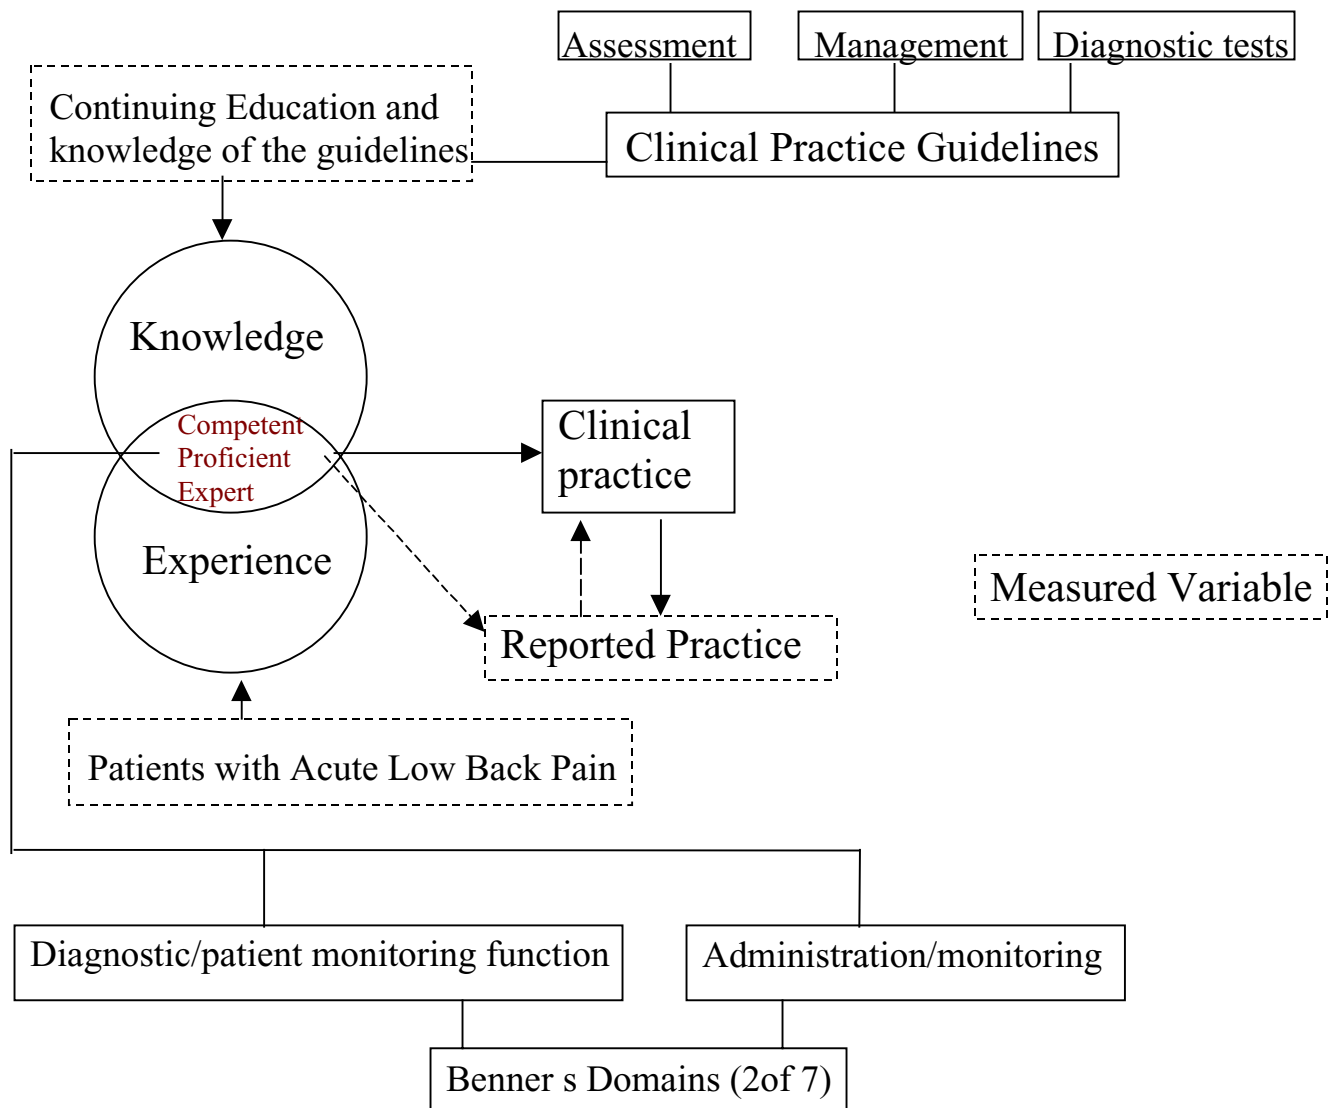 Assessment
Management
Diagnostic tests
Continuing Education and
knowledge of the guidelines
Clinical Practice Guidelines
Knowledge
Competent
Proficient
Expert
Experience
Clinical
practice
Reported Practice
Measured Variable
Patients with Acute Low Back Pain
Diagnostic/patient monitoring function
Administration/monitoring
Benner s Domains (2of 7)